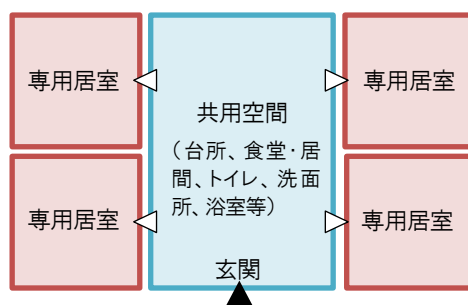 専用居室
専用居室
共用空間
（台所、食堂・居
間、トイレ、洗面
所、浴室等）
専用居室
専用居室
玄関